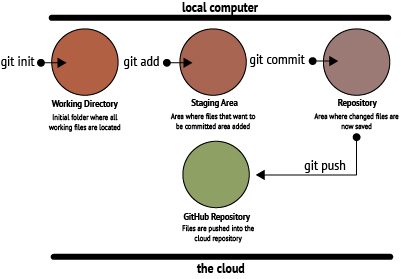 local computer
git init
git add
git commit
Working Directory
Initial folder where all
working files are located
Staging Area
Area where files that want to
be committed area added
Repository
Area where changed files are
now saved
git push
GitHub Repository
Files are pushed into the
cloud repository
the cloud